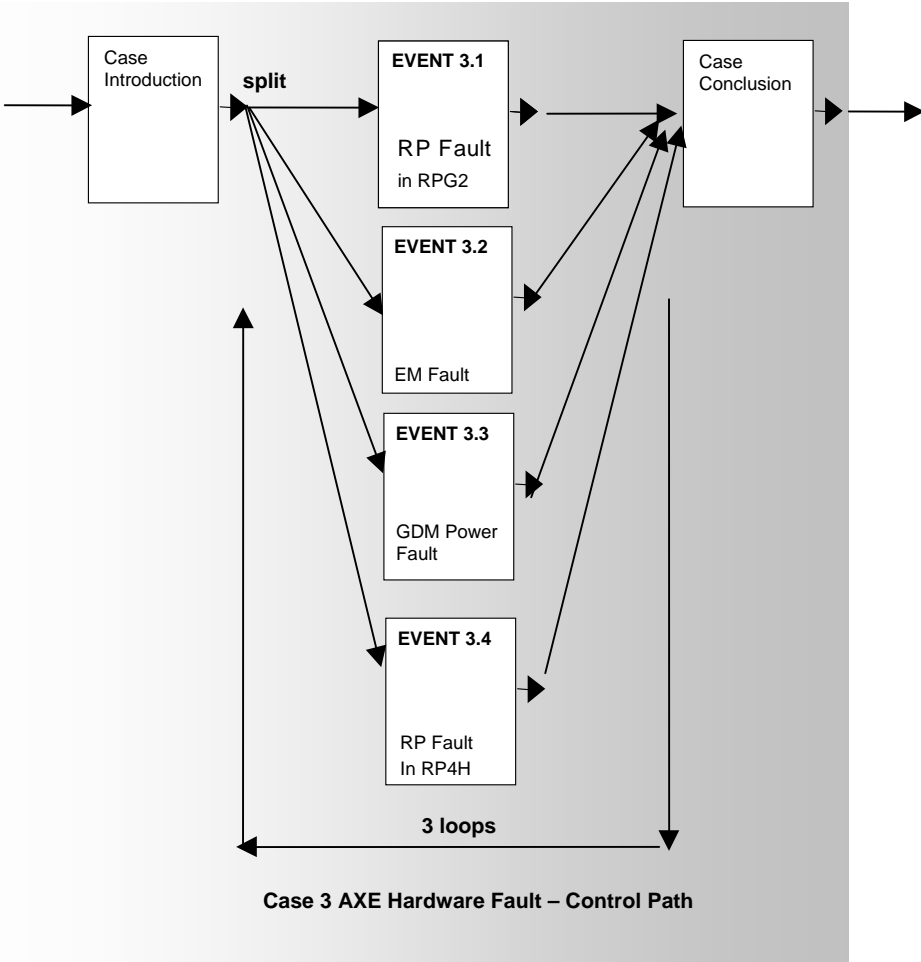 Case
Introduction
split
EVENT 3.1
RP Fault
in RPG2
Case
Conclusion
EVENT 3.2
EM Fault
EVENT 3.3
GDM Power
Fault
EVENT 3.4
RP Fault
In RP4H
3 loops
Case 3 AXE Hardware Fault – Control Path